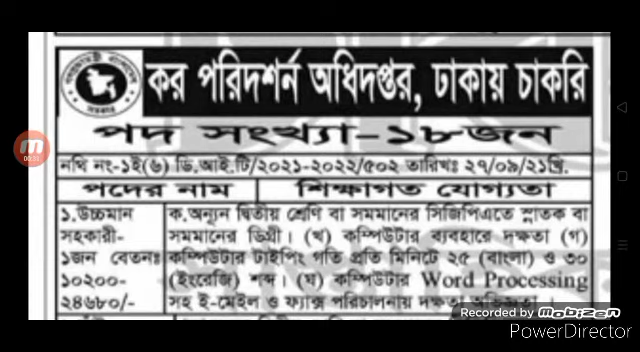 কর পরিদর্শন অধিদপ্তর, ঢাকায় চাকরি
পদ সংখ্যা-১৮জন
নথি নং-১ই(৬) ডি.আই.টি/২০২১-২০২২/৫০২ তারিখঃ ২৭/০৯/২১খ্রি.
পদের নাম শিক্ষাগত যোগ্যতা
১.উচ্চমান
সহকারী-
১জন বেতনঃ
১০২০০-
২৪৬৮০/-
ক.অন্যুন দ্বিতীয় শ্রেণি বা সমমানের সিজিপিএতে স্নাতক বা
সমমানের ডিগ্রী। (খ) কম্পিউটার ব্যবহারে দক্ষতা (গ)
কম্পিউটার টাইপিং গতি প্রতি মিনিটে ২৫ (বাংলা) ও ৩০
(ইংরেজি) শব্দ। (ঘ) কম্পিউটার Word Processing
সহ ই-মেইল ও ফ্যাক্স পরিচালনায় দক্ষতা
00:33
Recorded by Mobizen
PowerDirector